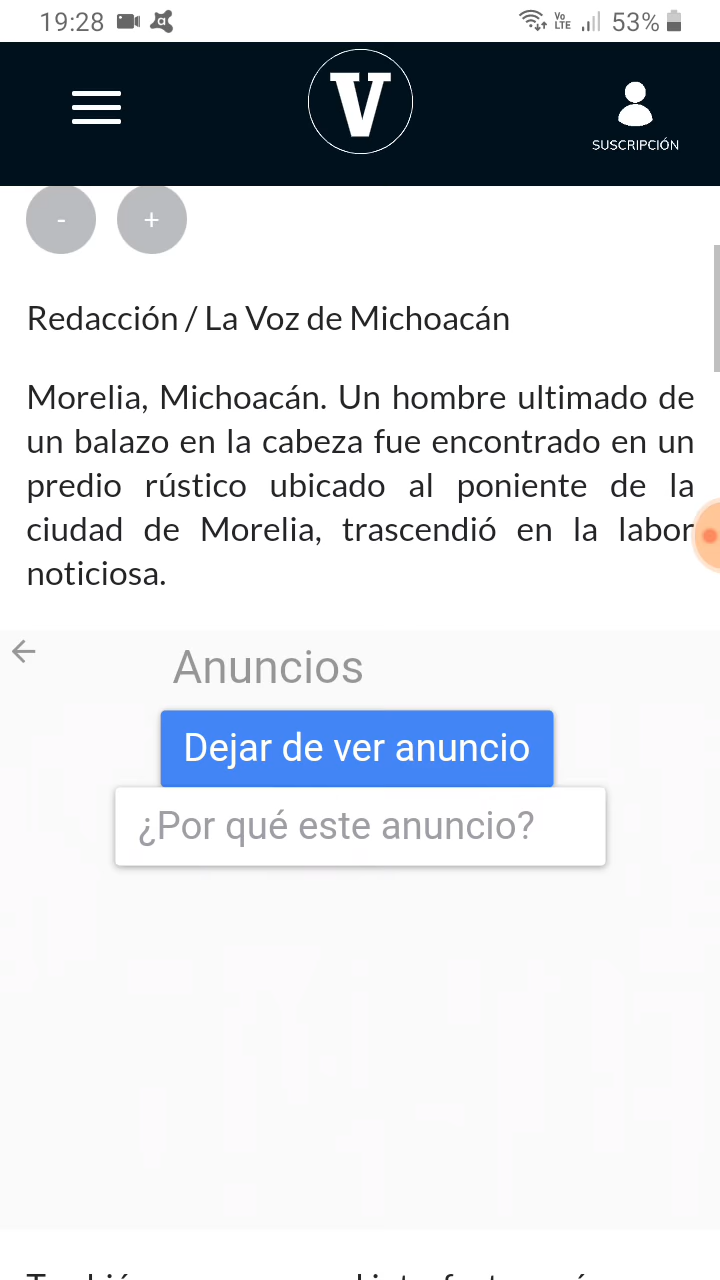 19:28 Vo LTE 53%
V
SUSCRIPCIÓN
- +
Redacción / La Voz de Michoacán
Morelia, Michoacán. Un hombre ultimado de
un balazo en la cabeza fue encontrado en un
predio rústico ubicado al poniente de la
ciudad de Morelia, trascendió en la labor
noticiosa.
Anuncios
Dejar de ver anuncio
¿Por qué este anuncio?